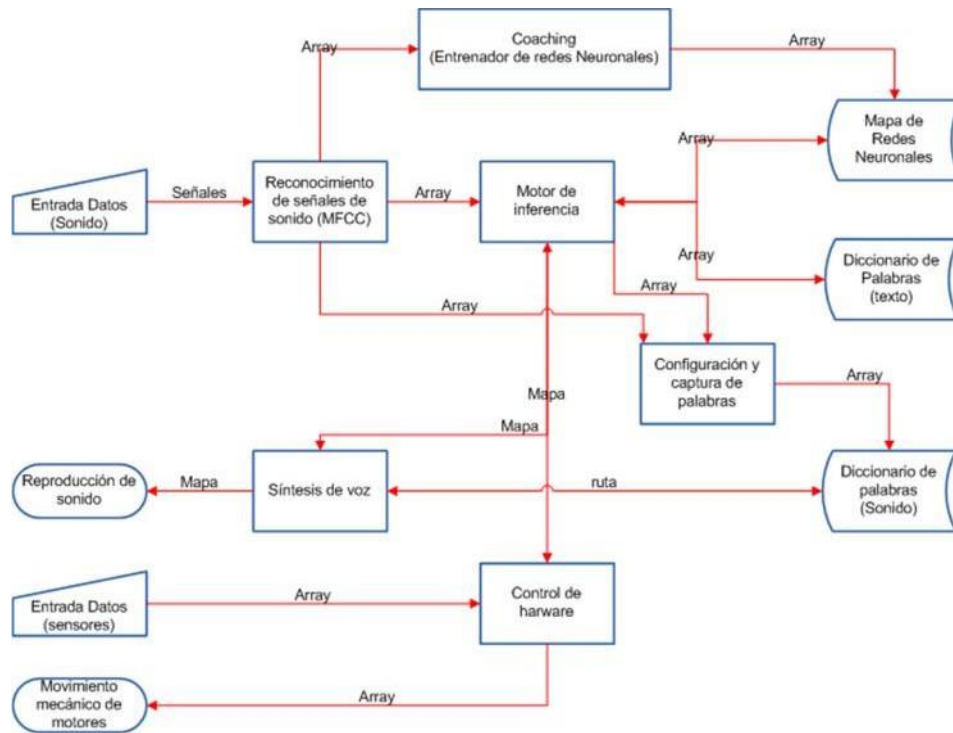 Coaching
(Entrenador de redes Neuronales)
Array
Array
Mapa de
Redes
Neuronales
Array
Entrada Datos
(Sonido)
Señales
Reconocimiento
de señales de
sonido (MFCC)
Array
Motor de
inferencia
Array
Diccionario de
Palabras
(texto)
Array
Array
Configuración y
captura de
palabras
Array
Mapa
Mapa
Reproducción de
sonido
Mapa
Síntesis de voz
ruta
Diccionario de
palabras
(Sonido)
Entrada Datos
(sensores)
Array
Control de
harware
Movimiento
mecánico de
motores
Array